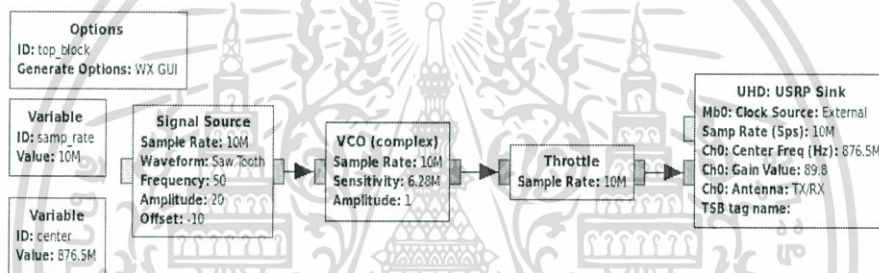 Options
ID: top_block
Generate Options: WX GUI
Variable
ID: samp_rate
Value: 10M
Variable
ID: center
Value: 876.5M
Signal Source
Sample Rate: 10M
Waveform: Saw Tooth
Frequency: 50
Amplitude: 20
Offset: -10
VCO (complex)
Sample Rate: 10M
Sensitivity: 6.28M
Amplitude: 1
Throttle
Sample Rate: 10M
UHD: USRP Sink
Mb0: Clock Source: External
Samp Rate (Sps): 10M
Ch0: Center Freq (Hz): 876.5M
Ch0: Gain Value: 89.8
Ch0: Antenna: TX/RX
TSB tag name: